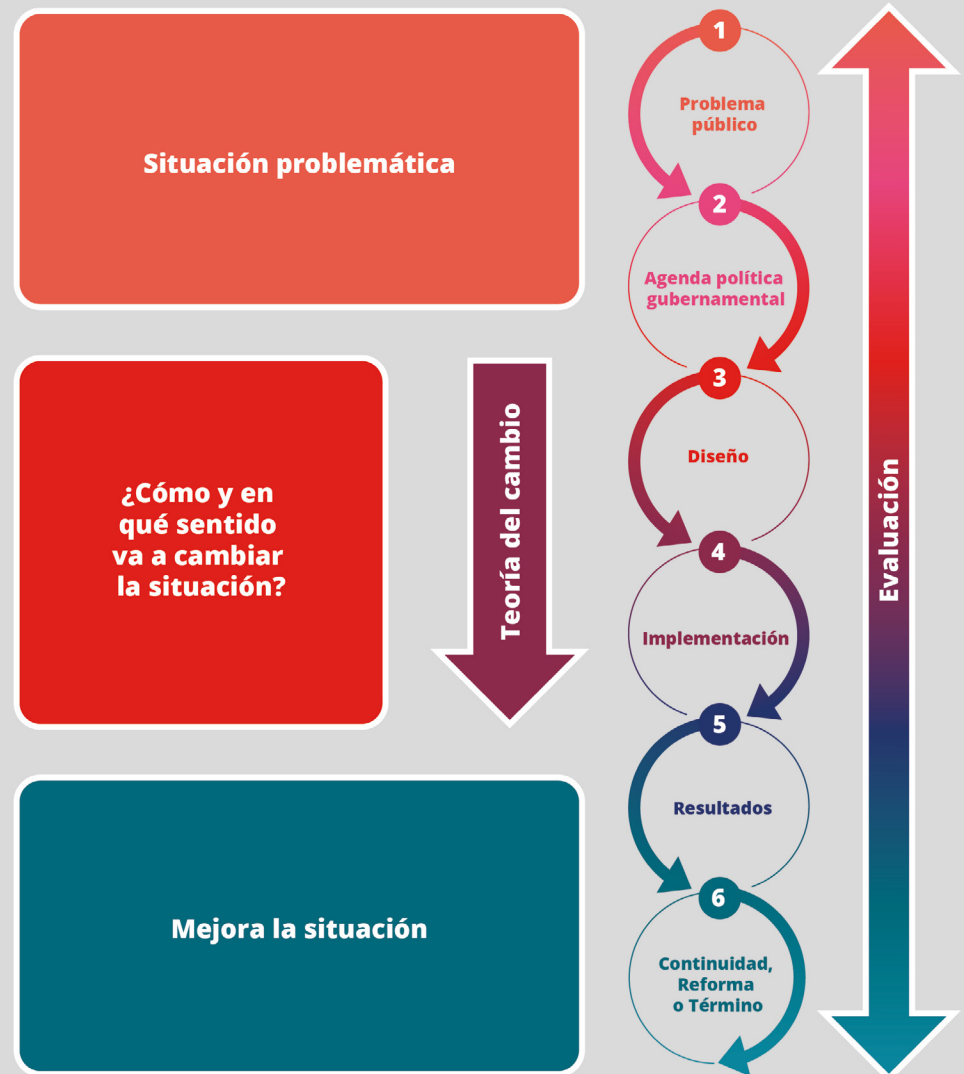 Situación problemática
¿Cómo y en
qué sentido
va a cambiar
la situación?
Teoría del cambio
Mejora la situación
1
Problema
público
2
Agenda política
gubernamental
3
Diseño
4
Implementación
5
Resultados
6
Continuidad,
Reforma
o Término
Evaluación